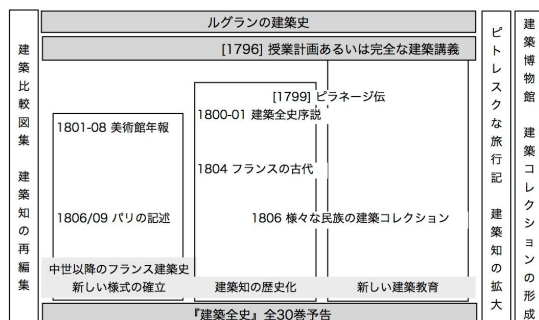 ルグランの建築史
[1796] 授業計画あるいは完全な建築講義
建築比較図集 建築知の再編集
[1799] ピラネージ伝
1800-01 建築全史序説
1801-08 美術館年報
1804 フランスの古代
1806/09 パリの記述
1806 様々な民族の建築コレクション
中世以降のフランス建築史
新しい様式の確立
建築知の歴史化
新しい建築教育
『建築全史』全30巻予告
ピトレスクな旅行記 建築知の拡大
建築博物館 建築コレクションの形成